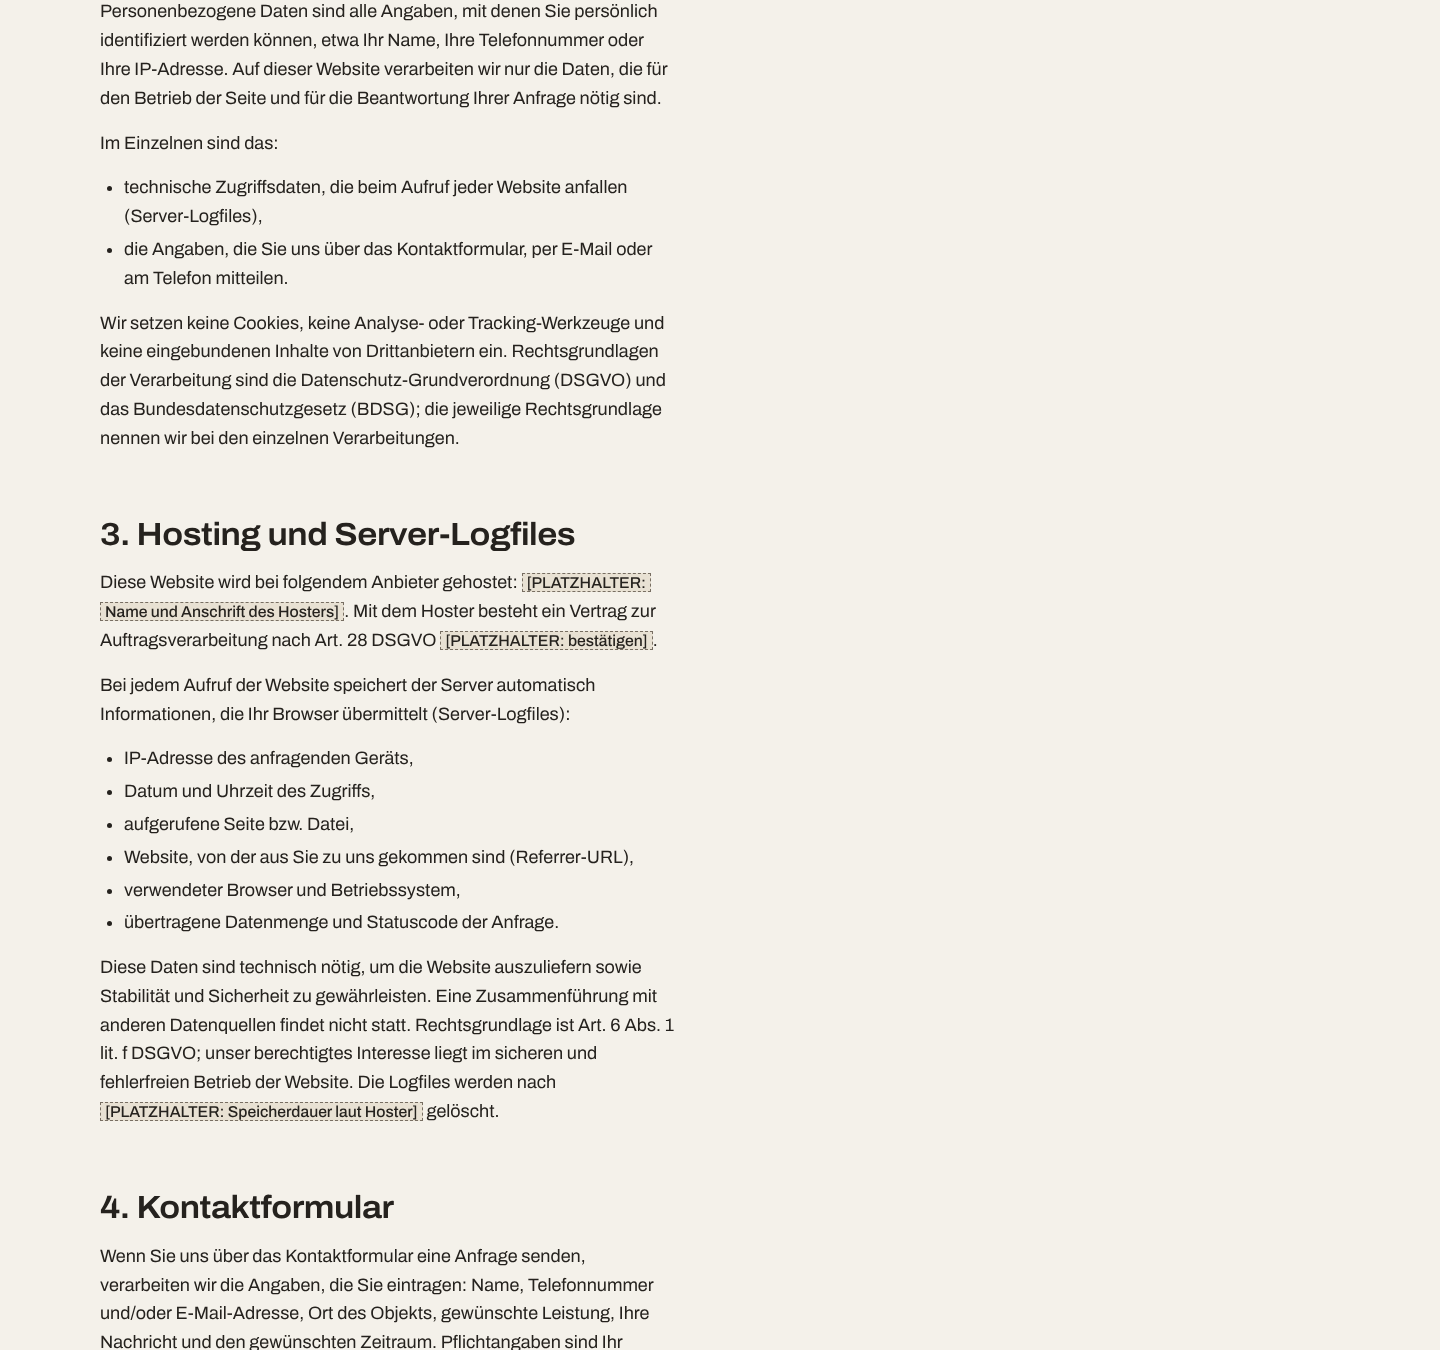 Personenbezogene Daten sind alle Angaben, mit denen Sie persönlich
identifiziert werden können, etwa Ihr Name, Ihre Telefonnummer oder
Ihre IP-Adresse. Auf dieser Website verarbeiten wir nur die Daten, die für
den Betrieb der Seite und für die Beantwortung Ihrer Anfrage nötig sind.
Im Einzelnen sind das:
• technische Zugriffsdaten, die beim Aufruf jeder Website anfallen
(Server-Logfiles),
• die Angaben, die Sie uns über das Kontaktformular, per E-Mail oder
am Telefon mitteilen.
Wir setzen keine Cookies, keine Analyse- oder Tracking-Werkzeuge und
keine eingebundenen Inhalte von Drittanbietern ein. Rechtsgrundlagen
der Verarbeitung sind die Datenschutz-Grundverordnung (DSGVO) und
das Bundesdatenschutzgesetz (BDSG); die jeweilige Rechtsgrundlage
nennen wir bei den einzelnen Verarbeitungen.
3. Hosting und Server-Logfiles
Diese Website wird bei folgendem Anbieter gehostet: [PLATZHALTER:
Name und Anschrift des Hosters]. Mit dem Hoster besteht ein Vertrag zur
Auftragsverarbeitung nach Art. 28 DSGVO [PLATZHALTER: bestätigen].
Bei jedem Aufruf der Website speichert der Server automatisch
Informationen, die Ihr Browser übermittelt (Server-Logfiles):
• IP-Adresse des anfragenden Geräts,
• Datum und Uhrzeit des Zugriffs,
• aufgerufene Seite bzw. Datei,
• Website, von der aus Sie zu uns gekommen sind (Referrer-URL),
• verwendeter Browser und Betriebssystem,
• übertragene Datenmenge und Statuscode der Anfrage.
Diese Daten sind technisch nötig, um die Website auszuliefern sowie
Stabilität und Sicherheit zu gewährleisten. Eine Zusammenführung mit
anderen Datenquellen findet nicht statt. Rechtsgrundlage ist Art. 6 Abs. 1
lit. f DSGVO; unser berechtigtes Interesse liegt im sicheren und
fehlerfreien Betrieb der Website. Die Logfiles werden nach
[PLATZHALTER: Speicherdauer laut Hoster] gelöscht.
4. Kontaktformular
Wenn Sie uns über das Kontaktformular eine Anfrage senden,
verarbeiten wir die Angaben, die Sie eintragen: Name, Telefonnummer
und/oder E-Mail-Adresse, Ort des Objekts, gewünschte Leistung, Ihre
Nachricht und den gewünschten Zeitraum. Pflichtangaben sind Ihr